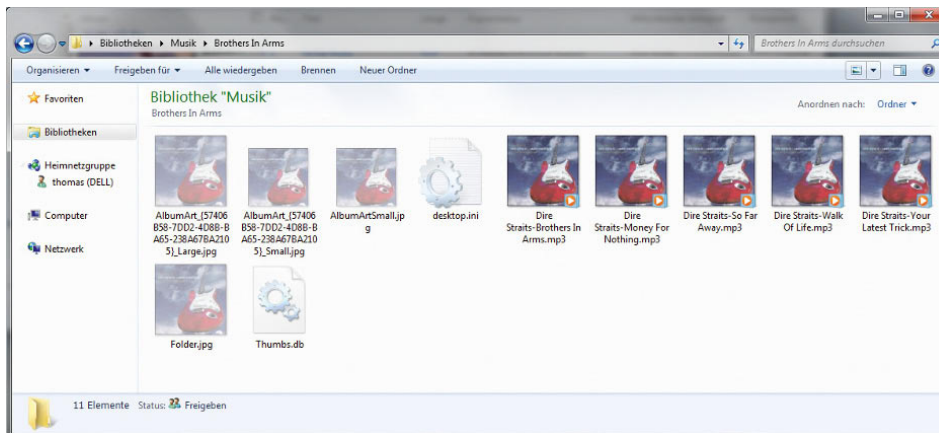 Bibliotheken Musik Brothers In Arms
Brothers In Arms durchsuchen
Organisieren Freigeben für Alle wiedergeben Brennen Neuer Ordner
Favoriten
Bibliotheken
Heimnetzgruppe
thomas (DELL)
Computer
Netzwerk
Bibliothek "Musik"
Brothers In Arms
Anordnen nach: Ordner
AlbumArt_{57406
B58-7DD2-4D8B-B
A65-238A67BA210
5}_Large.jpg
AlbumArt_{57406
B58-7DD2-4D8B-B
A65-238A67BA210
5}_Small.jpg
AlbumArtSmall.jp
g
desktop.ini
Dire
Straits-Brothers In
Arms.mp3
Dire
Straits-Money For
Nothing.mp3
Dire Straits-So Far
Away.mp3
Dire Straits-Walk
Of Life.mp3
Dire Straits-Your
Latest Trick.mp3
Folder.jpg
Thumbs.db
11 Elemente Status: Freigeben